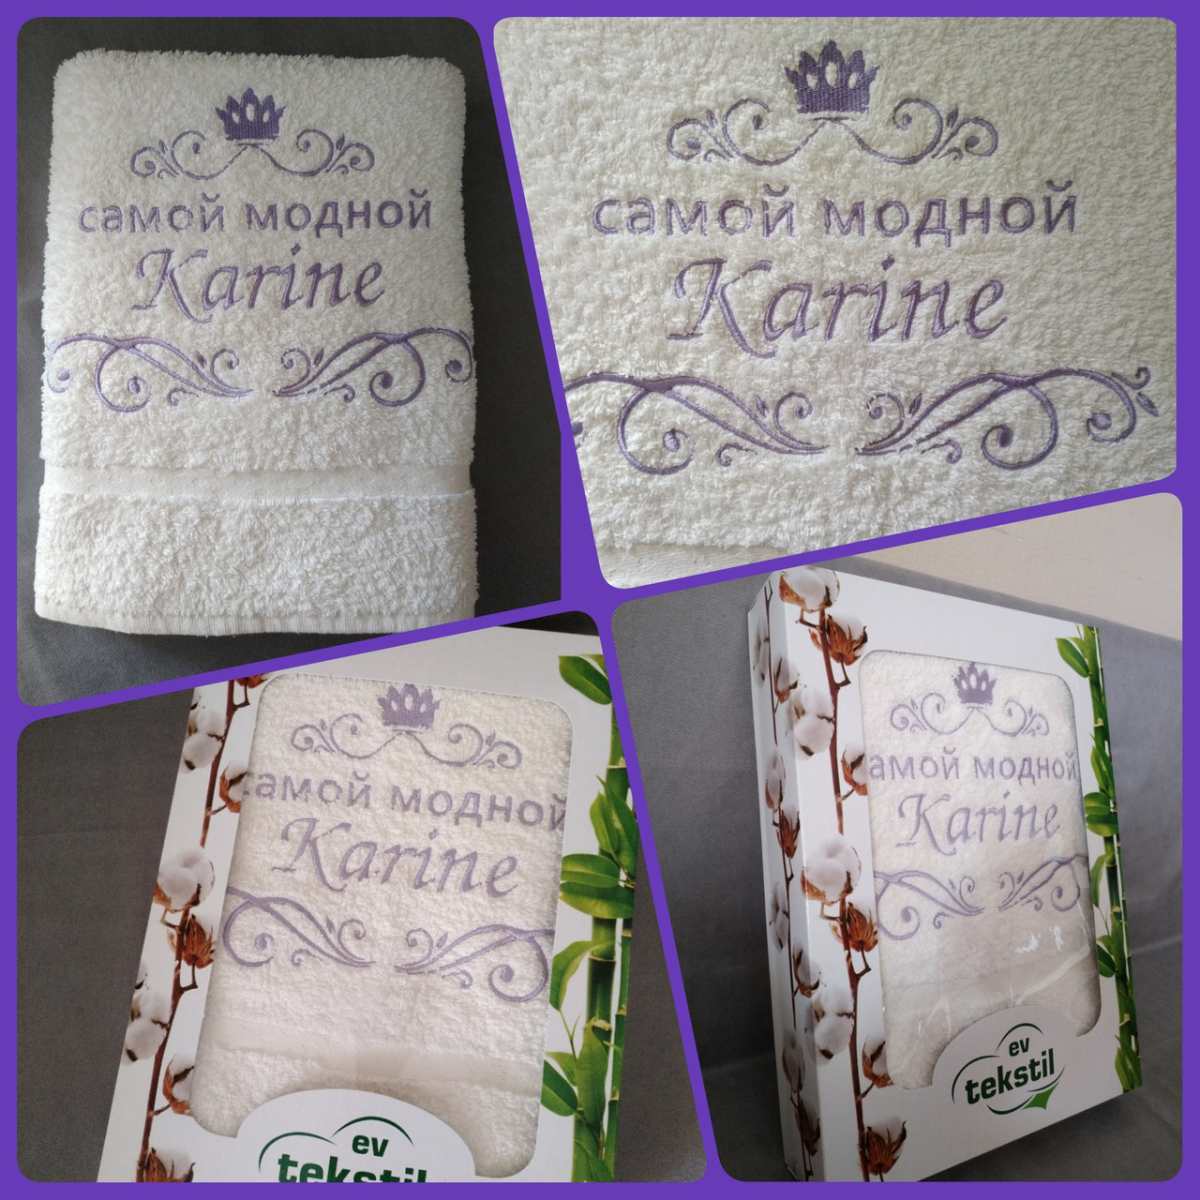 самой модной
Karine
самой модной
Karine
самой модной
Karine
ev
tekstil
амой модной
Karine
ev
tekstil